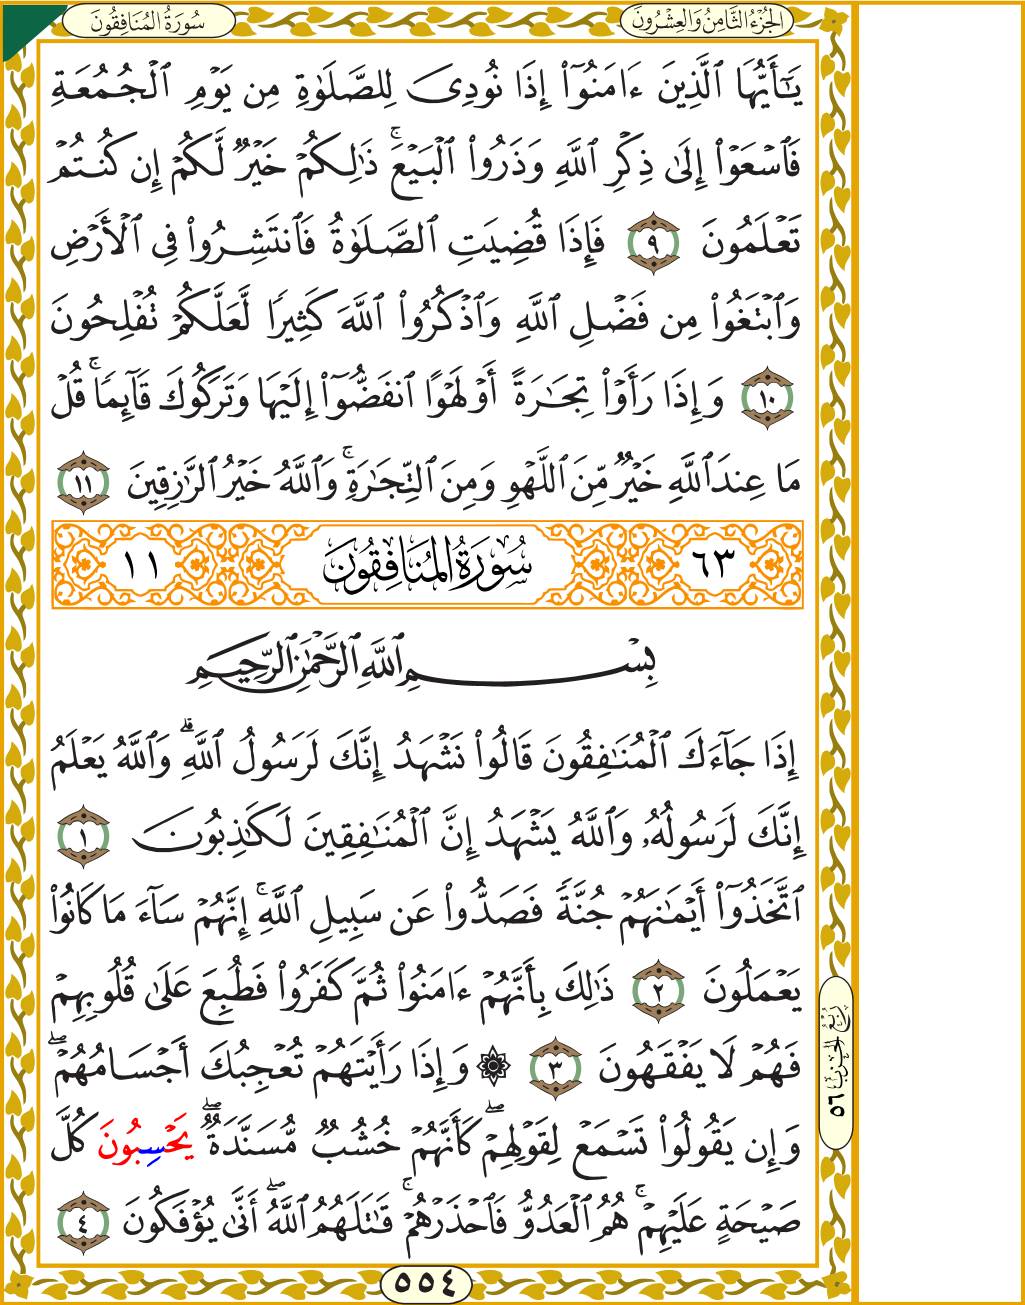 الجُزْءُ الثَّامِنُ وَالعِشْرُونَ
سُورَةُ المُنَافِقُونَ
يَٰٓأَيُّهَا ٱلَّذِينَ ءَامَنُوٓا۟ إِذَا نُودِىَ لِلصَّلَوٰةِ مِن يَوْمِ ٱلْجُمُعَةِ
فَٱسْعَوْا۟ إِلَىٰ ذِكْرِ ٱللَّهِ وَذَرُوا۟ ٱلْبَيْعَ ۚ ذَٰلِكُمْ خَيْرٌ لَّكُمْ إِن كُنتُمْ
تَعْلَمُونَ ٩ فَإِذَا قُضِيَتِ ٱلصَّلَوٰةُ فَٱنتَشِرُوا۟ فِى ٱلْأَرْضِ
وَٱبْتَغُوا۟ مِن فَضْلِ ٱللَّهِ وَٱذْكُرُوا۟ ٱللَّهَ كَثِيرًا لَّعَلَّكُمْ تُفْلِحُونَ
١٠ وَإِذَا رَأَوْا۟ تِجَٰرَةً أَوْ لَهْوًا ٱنفَضُّوٓا۟ إِلَيْهَا وَتَرَكُوكَ قَآئِمًا ۚ قُلْ
مَا عِندَ ٱللَّهِ خَيْرٌ مِّنَ ٱللَّهْوِ وَمِنَ ٱلتِّجَٰرَةِ ۚ وَٱللَّهُ خَيْرُ ٱلرَّٰزِقِينَ ١١
٦٣ سُورَةُ المُنَافِقُونَ ١١
بِسْمِ ٱللَّهِ ٱلرَّحْمَٰنِ ٱلرَّحِيمِ
إِذَا جَآءَكَ ٱلْمُنَٰفِقُونَ قَالُوا۟ نَشْهَدُ إِنَّكَ لَرَسُولُ ٱللَّهِ ۗ وَٱللَّهُ يَعْلَمُ
إِنَّكَ لَرَسُولُهُۥ وَٱللَّهُ يَشْهَدُ إِنَّ ٱلْمُنَٰفِقِينَ لَكَٰذِبُونَ ١
ٱتَّخَذُوٓا۟ أَيْمَٰنَهُمْ جُنَّةً فَصَدُّوا۟ عَن سَبِيلِ ٱللَّهِ ۚ إِنَّهُمْ سَآءَ مَا كَانُوا۟
يَعْمَلُونَ ٢ ذَٰلِكَ بِأَنَّهُمْ ءَامَنُوا۟ ثُمَّ كَفَرُوا۟ فَطُبِعَ عَلَىٰ قُلُوبِهِمْ
فَهُمْ لَا يَفْقَهُونَ ٣ ۞ وَإِذَا رَأَيْتَهُمْ تُعْجِبُكَ أَجْسَامُهُمْ ۖ
وَإِن يَقُولُوا۟ تَسْمَعْ لِقَوْلِهِمْ ۖ كَأَنَّهُمْ خُشُبٌ مُّسَنَّدَةٌ ۖ يَحْسِبُونَ كُلَّ
صَيْحَةٍ عَلَيْهِمْ ۚ هُمُ ٱلْعَدُوُّ فَٱحْذَرْهُمْ ۚ قَٰتَلَهُمُ ٱللَّهُ ۖ أَنَّىٰ يُؤْفَكُونَ ٤
رُبْعُ الحِزْبِ ٥٦
٥٥٤